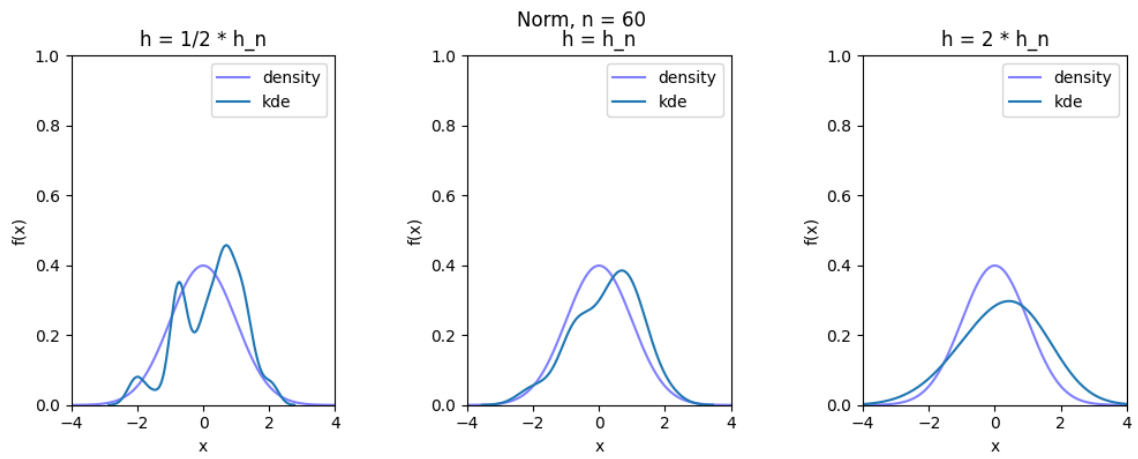 Norm, n = 60
h = 1/2 * h_n
1.0
0.8
0.6
0.4
0.2
0.0
f(x)
density
kde
−4
−2
0
2
4
x
h = h_n
1.0
0.8
0.6
0.4
0.2
0.0
f(x)
density
kde
−4
−2
0
2
4
x
h = 2 * h_n
1.0
0.8
0.6
0.4
0.2
0.0
f(x)
density
kde
−4
−2
0
2
4
x